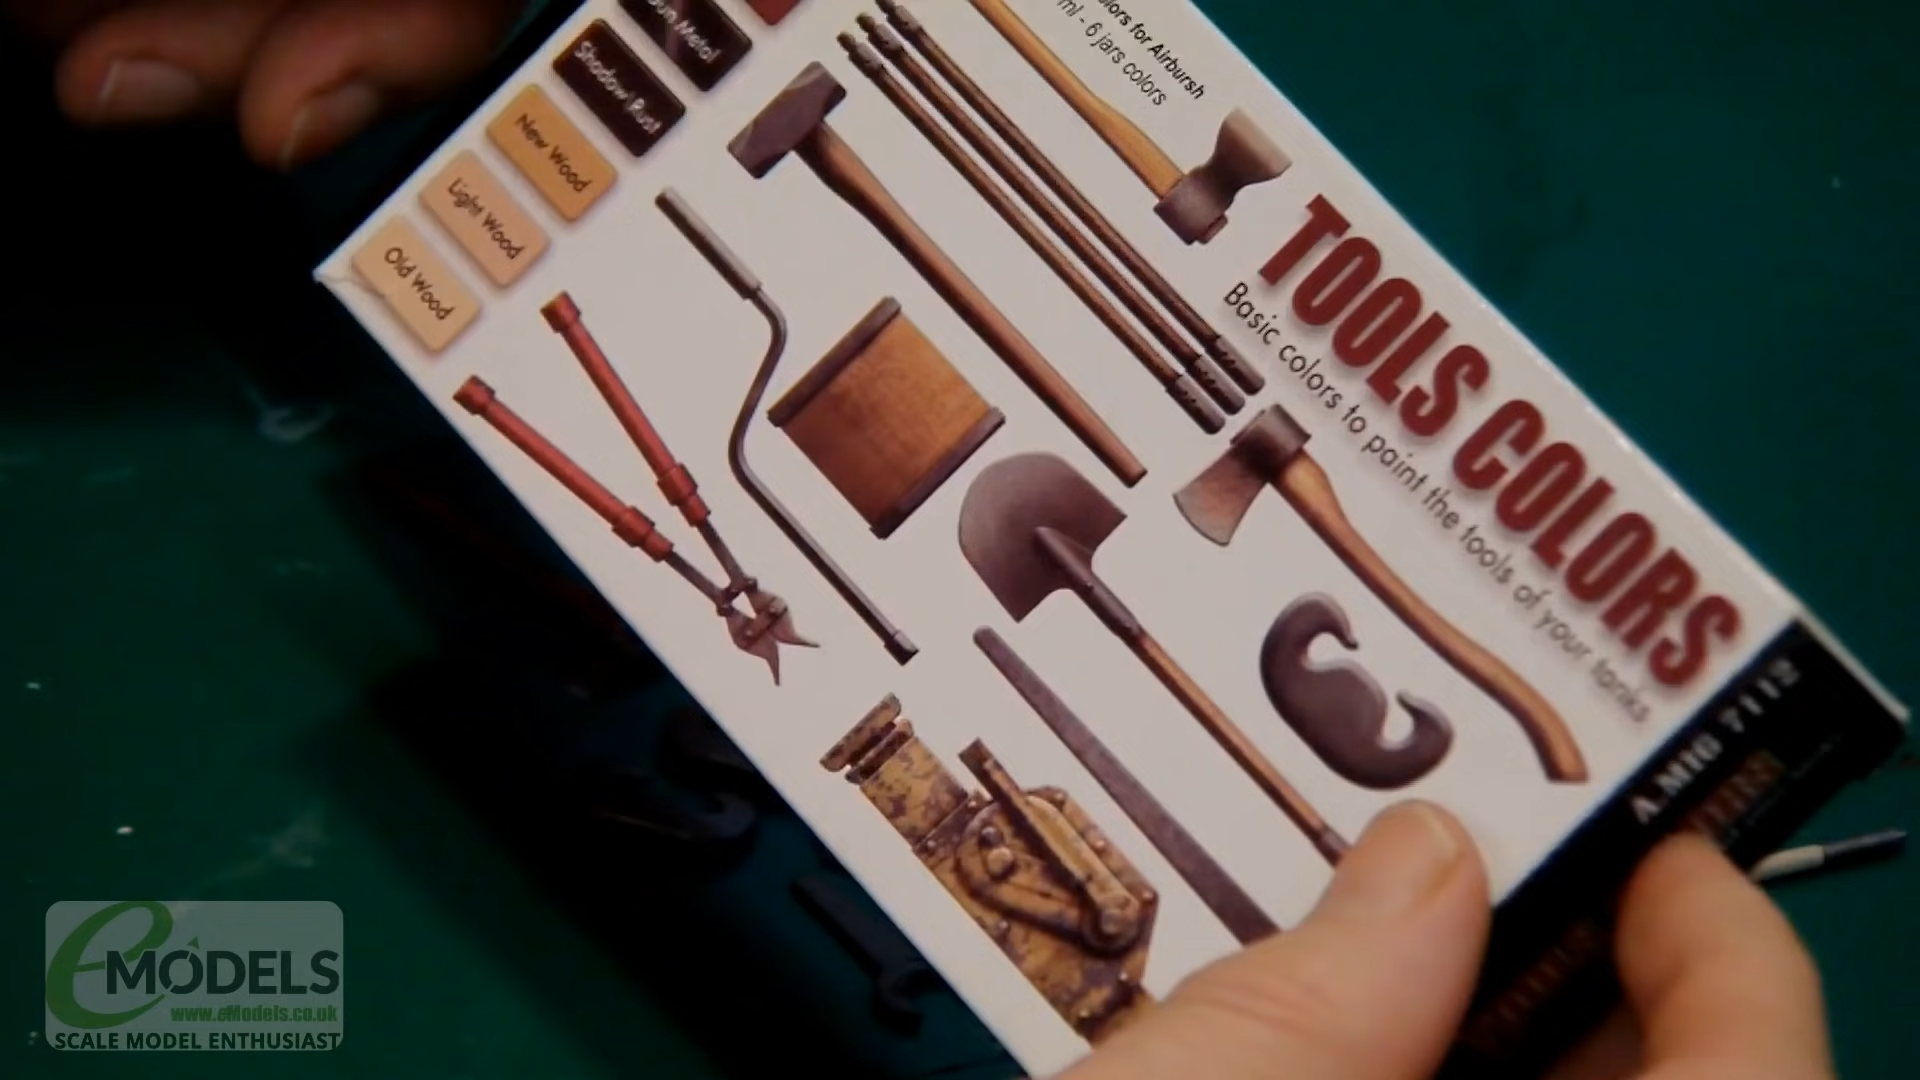 olors for Airbursh
ml - 6 jars colors
Gun Metal
Shadow Rust
New Wood
Light Wood
Old Wood
TOOLS COLORS
Basic colors to paint the tools of your tanks
A.MIG 7112
eMODELS
www.eModels.co.uk
SCALE MODEL ENTHUSIAST